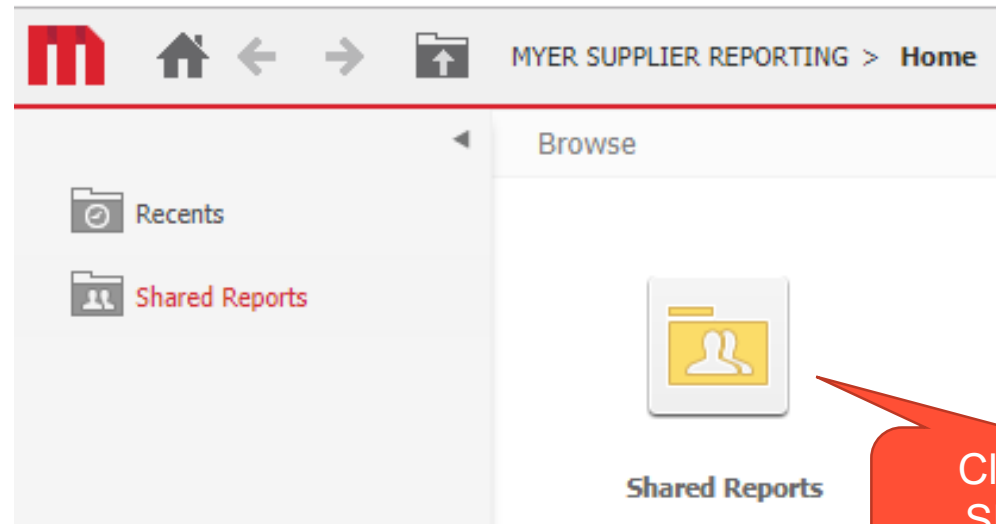 MYER SUPPLIER REPORTING > Home
Browse
Recents
Shared Reports
Shared Reports